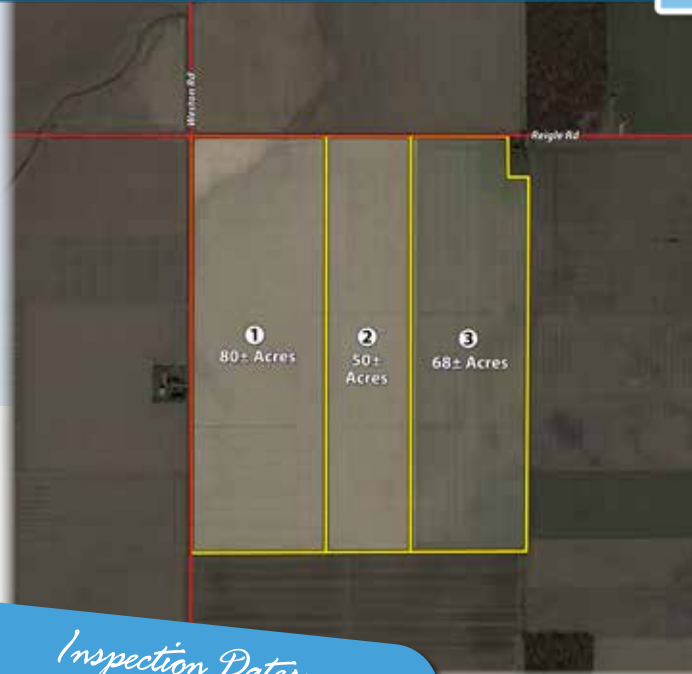 Weston Rd
Reigle Rd
1
80± Acres
2
50±
Acres
3
68± Acres
Inspection Dates